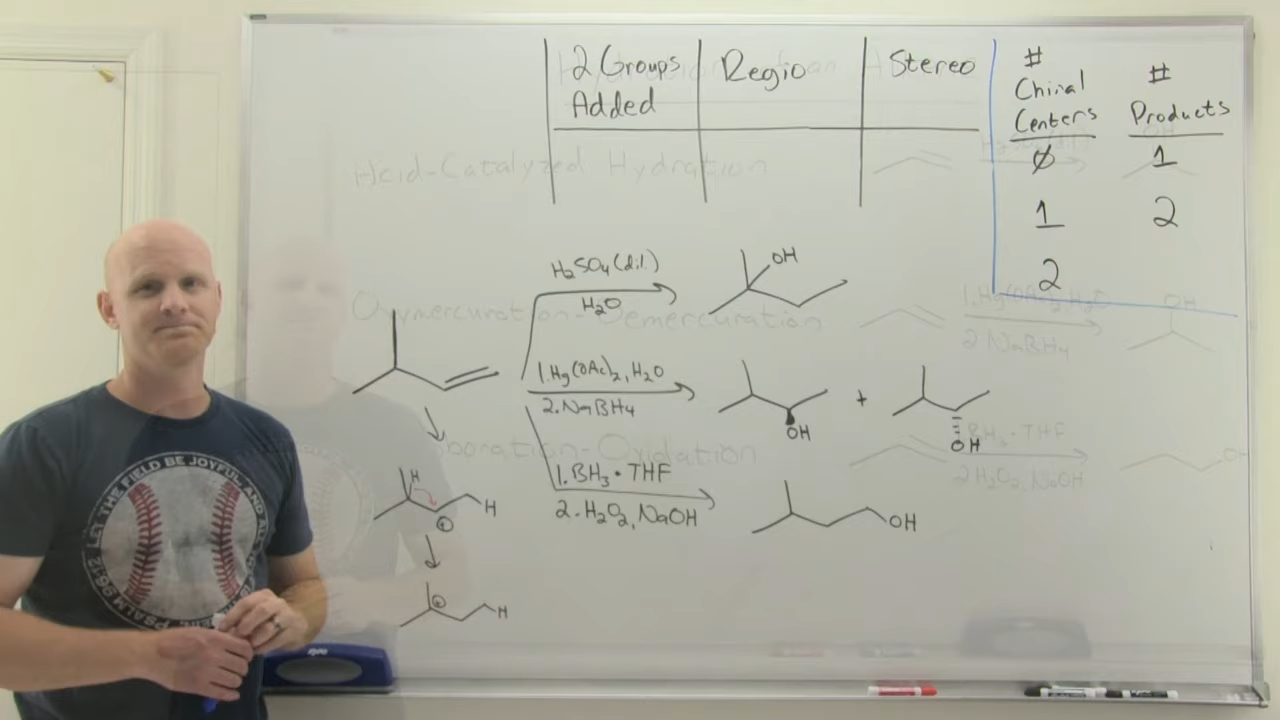 2 Groups Added
Regio
Stereo
# Chiral Centers
# Products
0 1
1 2
2
Acid-Catalyzed Hydration
H₂SO₄(dil.)
H₂O
OH
Oxymercuration-Demercuration
1. Hg(OAc)₂, H₂O
2. NaBH₄
OH
1. Hg(OAc)₂, H₂O
2. NaBH₄
OH
+
OH
BH₃·THF
2 H₂O₂, NaOH
OH
1. BH₃·THF
2. H₂O₂, NaOH
OH
H
H
+
+
H
LET THE FIELD BE JOYFUL, AND
PSALM 96:12